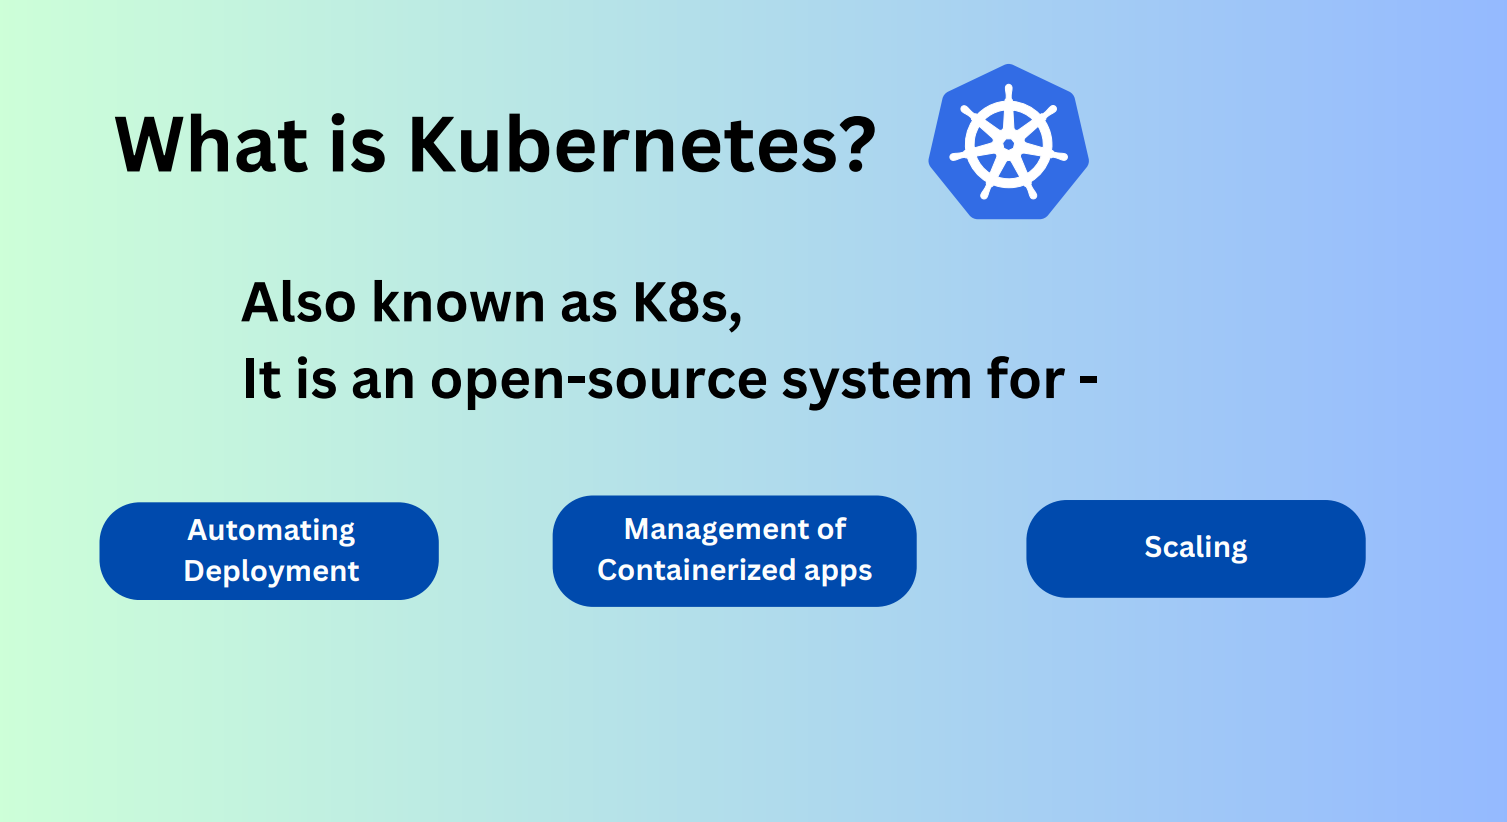 What is Kubernetes?
Also known as K8s,
It is an open-source system for -
Automating
Deployment
Management of
Containerized apps
Scaling